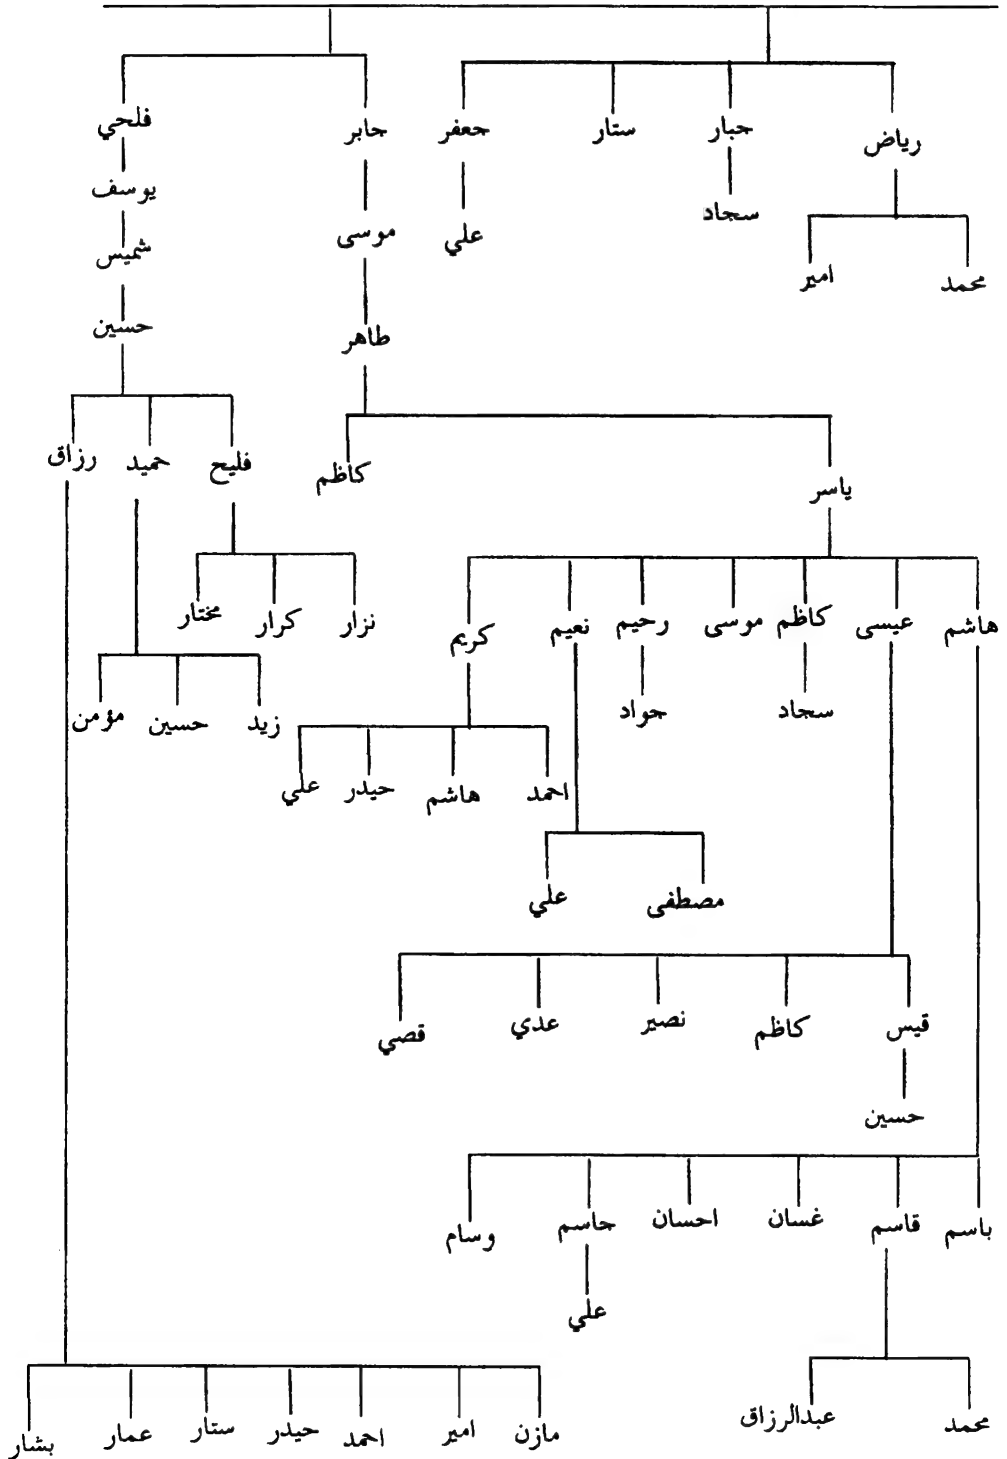 رياض
جبار
ستار
جعفر
جابر
فلحي
محمد
امير
سجاد
علي
موسى
يوسف
شميس
طاهر
حسين
ياسر
كاظم
فليح
حميد
رزاق
هاشم
عيسى
كاظم
موسى
رحيم
نعيم
كريم
نزار
كرار
مختار
سجاد
جواد
زيد
حسين
مؤمن
احمد
هاشم
حيدر
علي
مصطفى
علي
قيس
كاظم
نصير
عدي
قصي
حسين
باسم
قاسم
غسان
احسان
جاسم
وسام
علي
محمد
عبدالرزاق
مازن
امير
احمد
حيدر
ستار
عمار
بشار